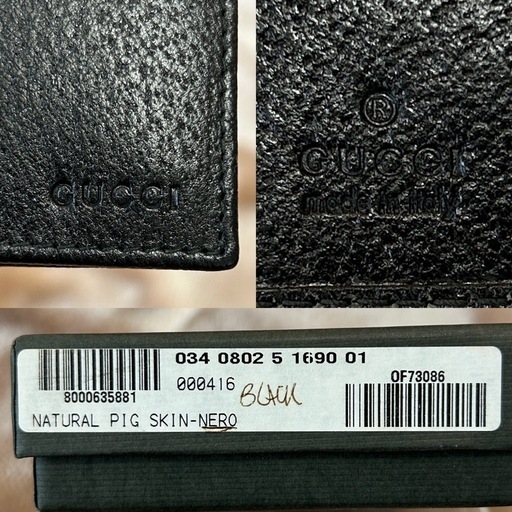 GUCCI
®
GUCCI
made in italy
034 0802 5 1690 01
8000635881
000416
BLACK
OF73086
NATURAL PIG SKIN-NERO